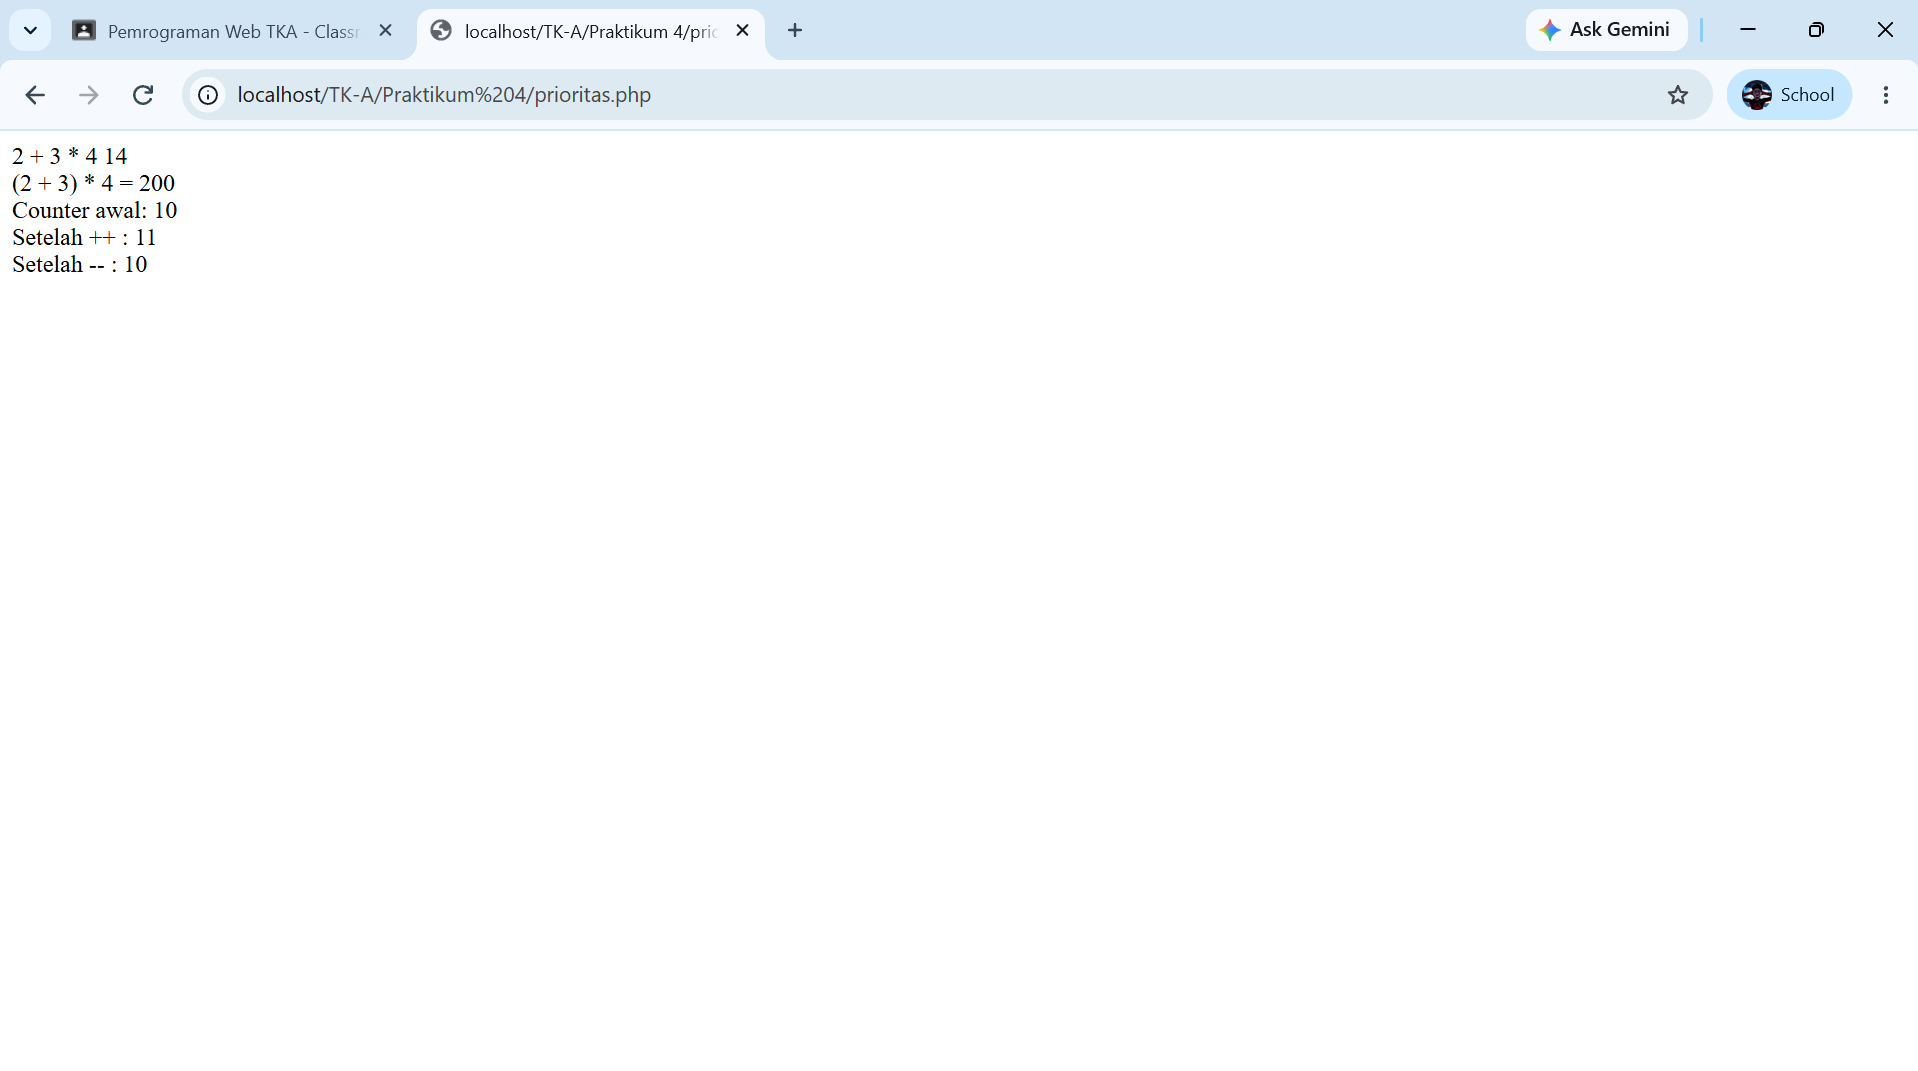 Pemrograman Web TKA - Classr
localhost/TK-A/Praktikum 4/pric
Ask Gemini
localhost/TK-A/Praktikum%204/prioritas.php
School
2 + 3 * 4 14
(2 + 3) * 4 = 200
Counter awal: 10
Setelah ++ : 11
Setelah -- : 10